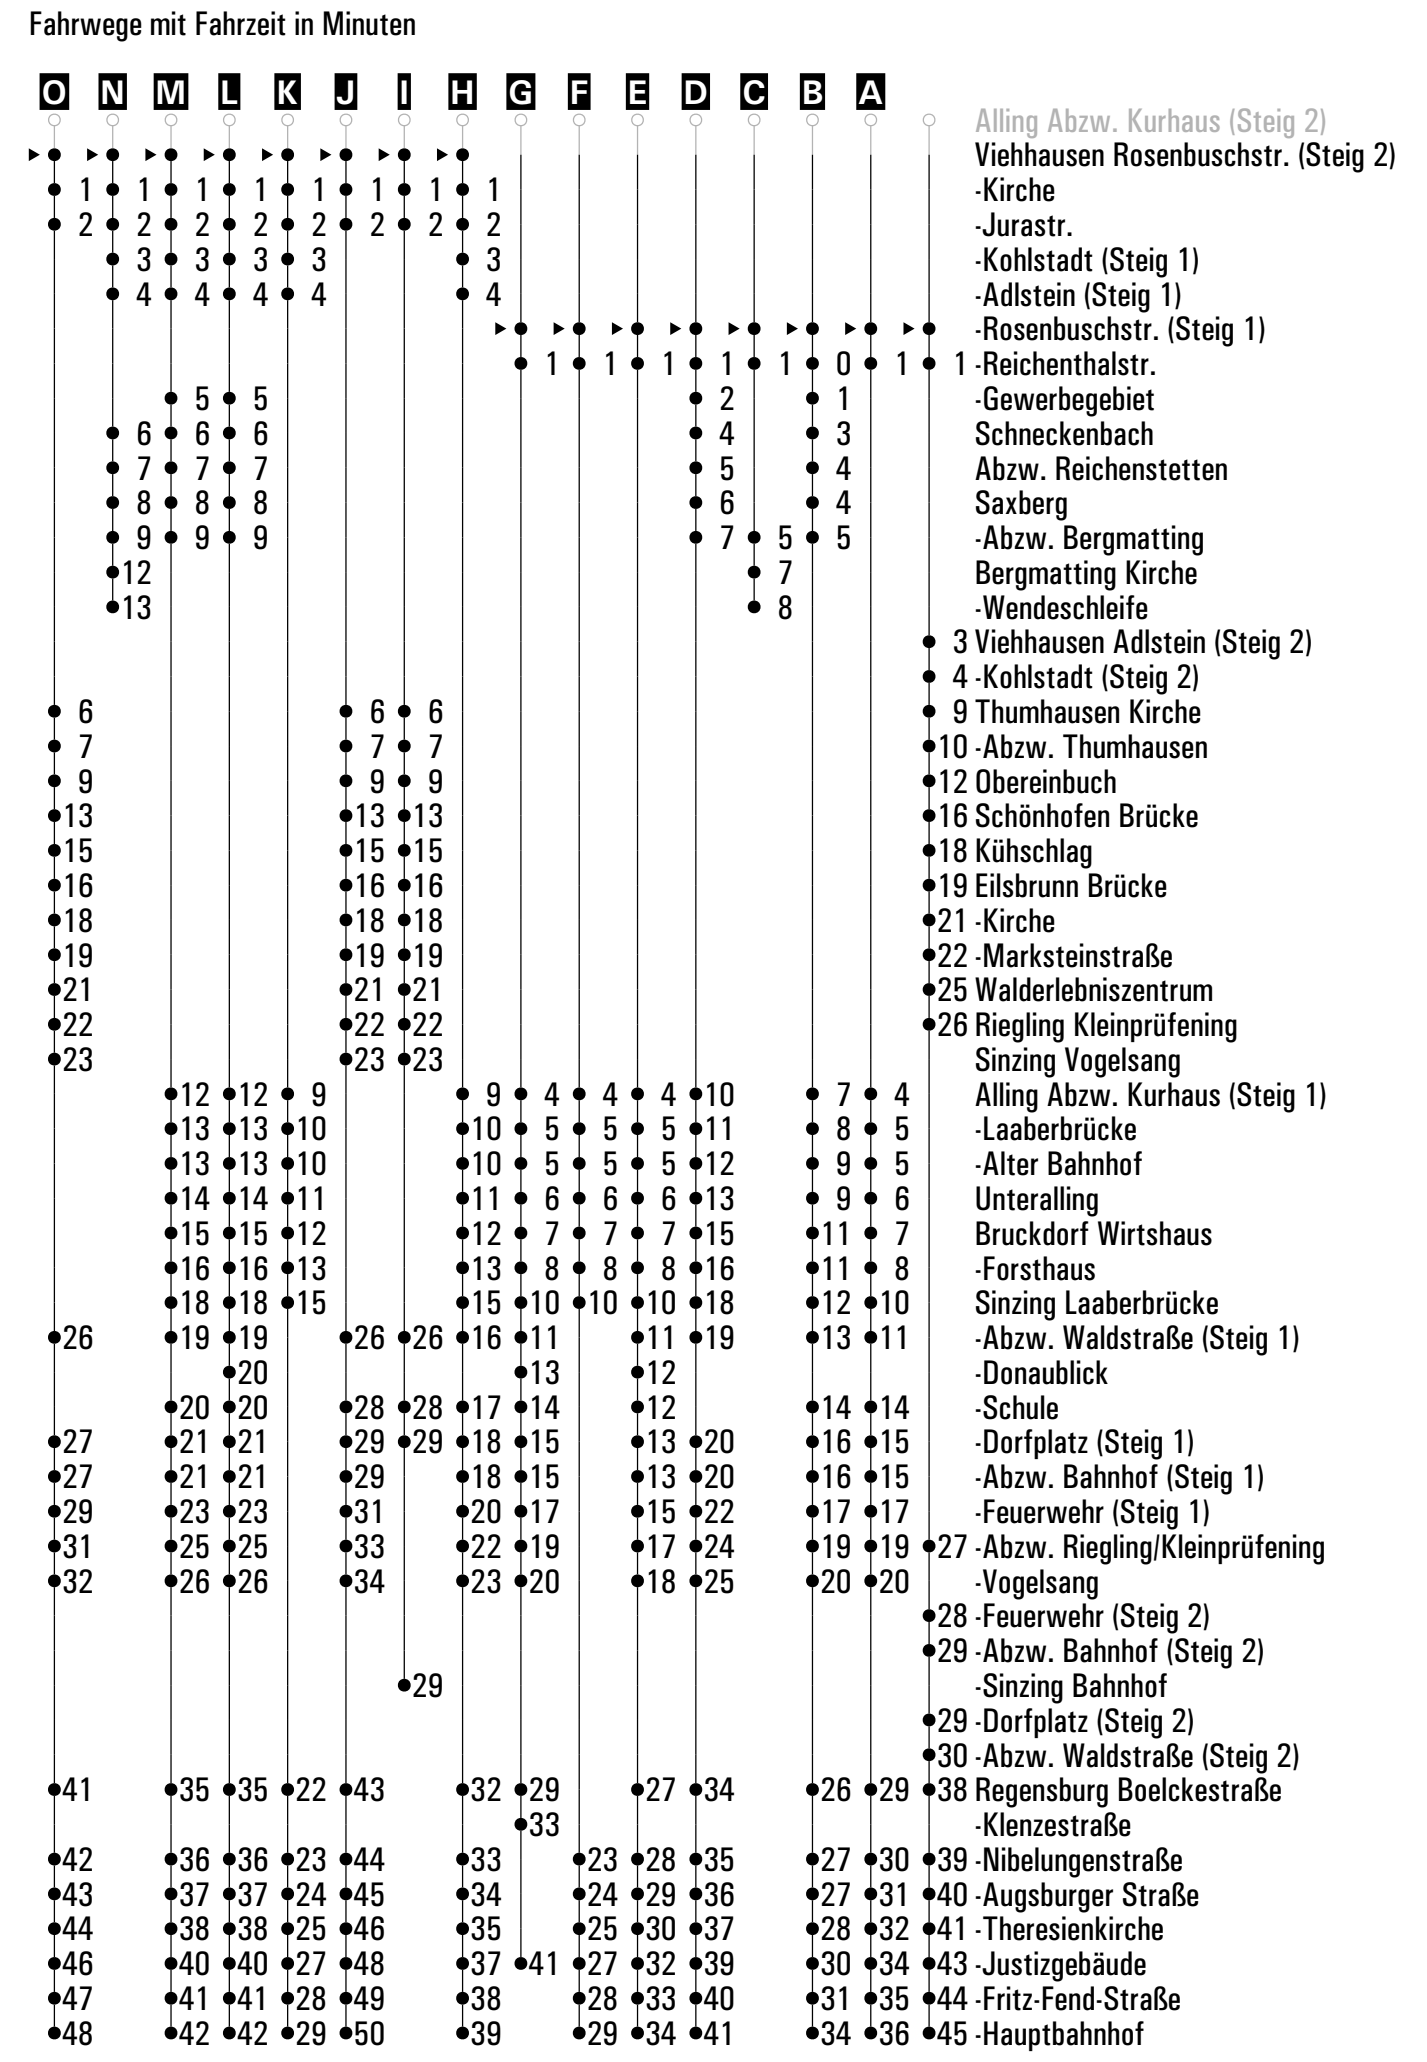 Fahrwege mit Fahrzeit in Minuten
O N M L K J I H G F E D C B A
Alling Abzw. Kurhaus (Steig 2)
Viehhausen Rosenbuschstr. (Steig 2)
1 1 1 1 1 1 1 1 -Kirche
2 2 2 2 2 2 2 2 -Jurastr.
3 3 3 3 3 -Kohlstadt (Steig 1)
4 4 4 4 4 -Adlstein (Steig 1)
-Rosenbuschstr. (Steig 1)
1 1 1 1 1 0 1 1 -Reichenthalstr.
5 5 2 1 -Gewerbegebiet
6 6 6 4 3 Schneckenbach
7 7 7 5 4 Abzw. Reichenstetten
8 8 8 6 4 Saxberg
9 9 9 7 5 5 -Abzw. Bergmatting
12 7 Bergmatting Kirche
13 8 -Wendeschleife
3 Viehhausen Adlstein (Steig 2)
4 -Kohlstadt (Steig 2)
6 6 6 9 Thumhausen Kirche
7 7 7 10 -Abzw. Thumhausen
9 9 9 12 Obereinbuch
13 13 13 16 Schönhofen Brücke
15 15 15 18 Kühschlag
16 16 16 19 Eilsbrunn Brücke
18 18 18 21 -Kirche
19 19 19 22 -Marksteinstraße
21 21 21 25 Walderlebniszentrum
22 22 22 26 Riegling Kleinprüfening
23 23 23 Sinzing Vogelsang
12 12 9 9 4 4 4 10 7 4 Alling Abzw. Kurhaus (Steig 1)
13 13 10 10 5 5 5 11 8 5 -Laaberbrücke
13 13 10 10 5 5 5 12 9 5 -Alter Bahnhof
14 14 11 11 6 6 6 13 9 6 Unteralling
15 15 12 12 7 7 7 15 11 7 Bruckdorf Wirtshaus
16 16 13 13 8 8 8 16 11 8 -Forsthaus
18 18 15 15 10 10 10 18 12 10 Sinzing Laaberbrücke
26 19 19 26 26 16 11 11 19 13 11 -Abzw. Waldstraße (Steig 1)
20 13 12 -Donaublick
20 20 28 28 17 14 12 14 14 -Schule
27 21 21 29 29 18 15 13 20 16 15 -Dorfplatz (Steig 1)
27 21 21 29 18 15 13 20 16 15 -Abzw. Bahnhof (Steig 1)
29 23 23 31 20 17 15 22 17 17 -Feuerwehr (Steig 1)
31 25 25 33 22 19 17 24 19 19 27 -Abzw. Riegling/Kleinprüfening
32 26 26 34 23 20 18 25 20 20 -Vogelsang
28 -Feuerwehr (Steig 2)
29 -Abzw. Bahnhof (Steig 2)
29 -Sinzing Bahnhof
29 -Dorfplatz (Steig 2)
30 -Abzw. Waldstraße (Steig 2)
41 35 35 22 43 32 29 27 34 26 29 38 Regensburg Boelckestraße
33 -Klenzestraße
42 36 36 23 44 33 23 28 35 27 30 39 -Nibelungenstraße
43 37 37 24 45 34 24 29 36 27 31 40 -Augsburger Straße
44 38 38 25 46 35 25 30 37 28 32 41 -Theresienkirche
46 40 40 27 48 37 41 27 32 39 30 34 43 -Justizgebäude
47 41 41 28 49 38 28 33 40 31 35 44 -Fritz-Fend-Straße
48 42 42 29 50 39 29 34 41 34 36 45 -Hauptbahnhof